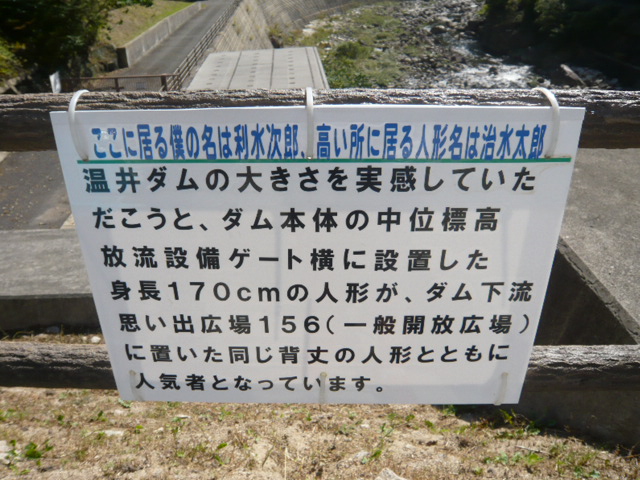 ここに居る僕の名は利水次郎、高い所に居る人形名は治水太郎
温井ダムの大きさを実感していた
だこうと、ダム本体の中位標高
放流設備ゲート横に設置した
身長170cmの人形が、ダム下流
思い出広場156(一般開放広場)
に置いた同じ背丈の人形とともに
人気者となっています。